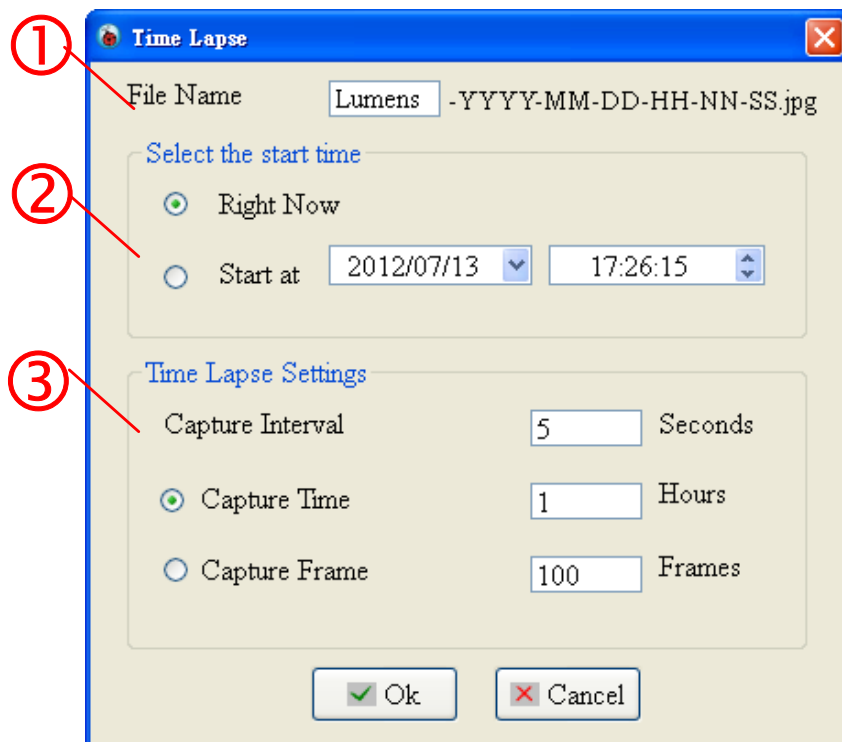 ① Time Lapse
File Name Lumens -YYYY-MM-DD-HH-NN-SS.jpg
Select the start time
② Right Now
Start at 2012/07/13 17:26:15
③ Time Lapse Settings
Capture Interval 5 Seconds
Capture Time 1 Hours
Capture Frame 100 Frames
Ok Cancel